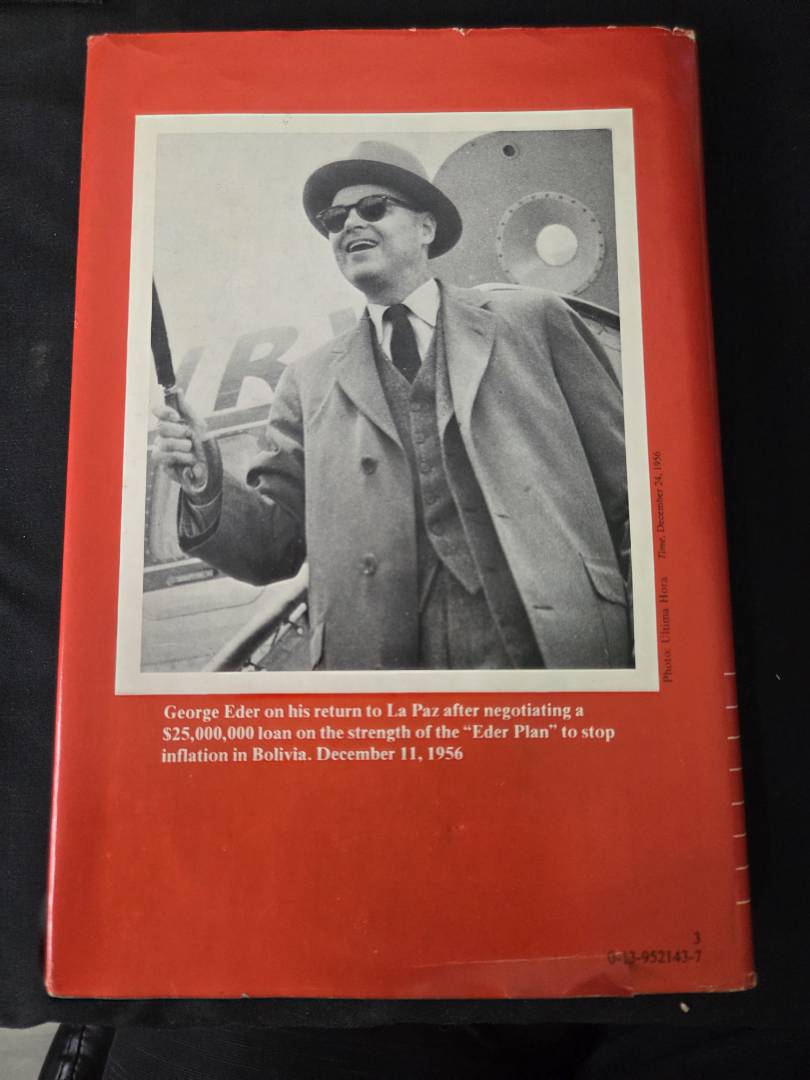 Photo: Ultima Hora Time, December 24, 1956
George Eder on his return to La Paz after negotiating a
$25,000,000 loan on the strength of the “Eder Plan” to stop
inflation in Bolivia. December 11, 1956
3
0-13-952143-7